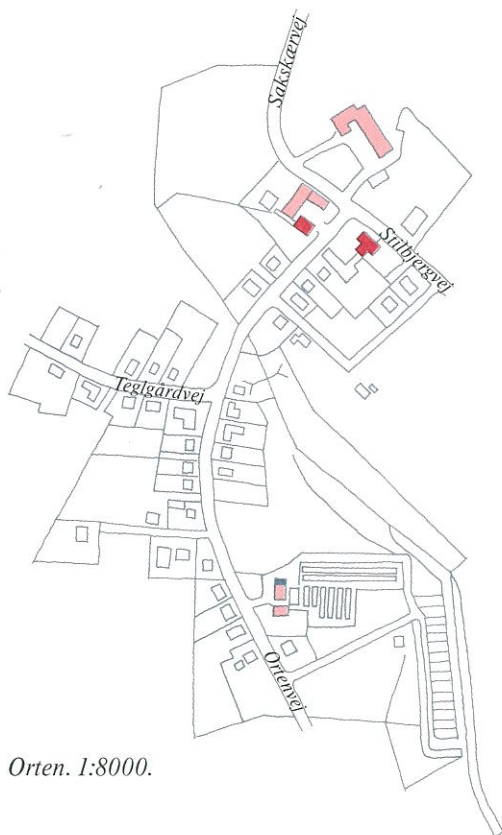 Sakskærvej
Stilbjergvej
Teglgårdvej
Ortenvej
Orten. 1:8000.